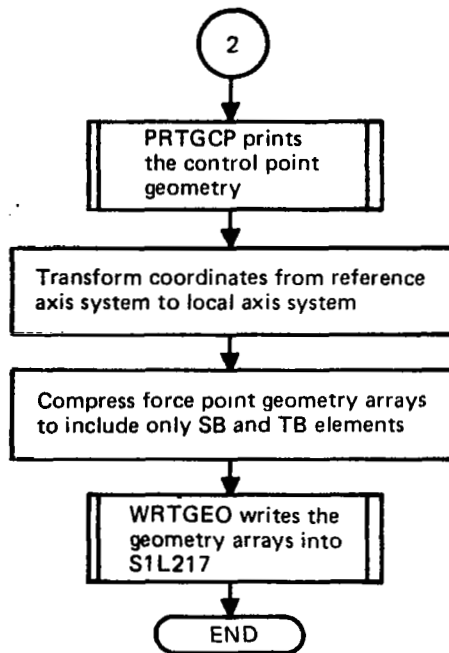 2
PRTGCP prints
the control point
geometry
Transform coordinates from reference
axis system to local axis system
Compress force point geometry arrays
to include only SB and TB elements
WRTGEO writes the
geometry arrays into
S1L217
END